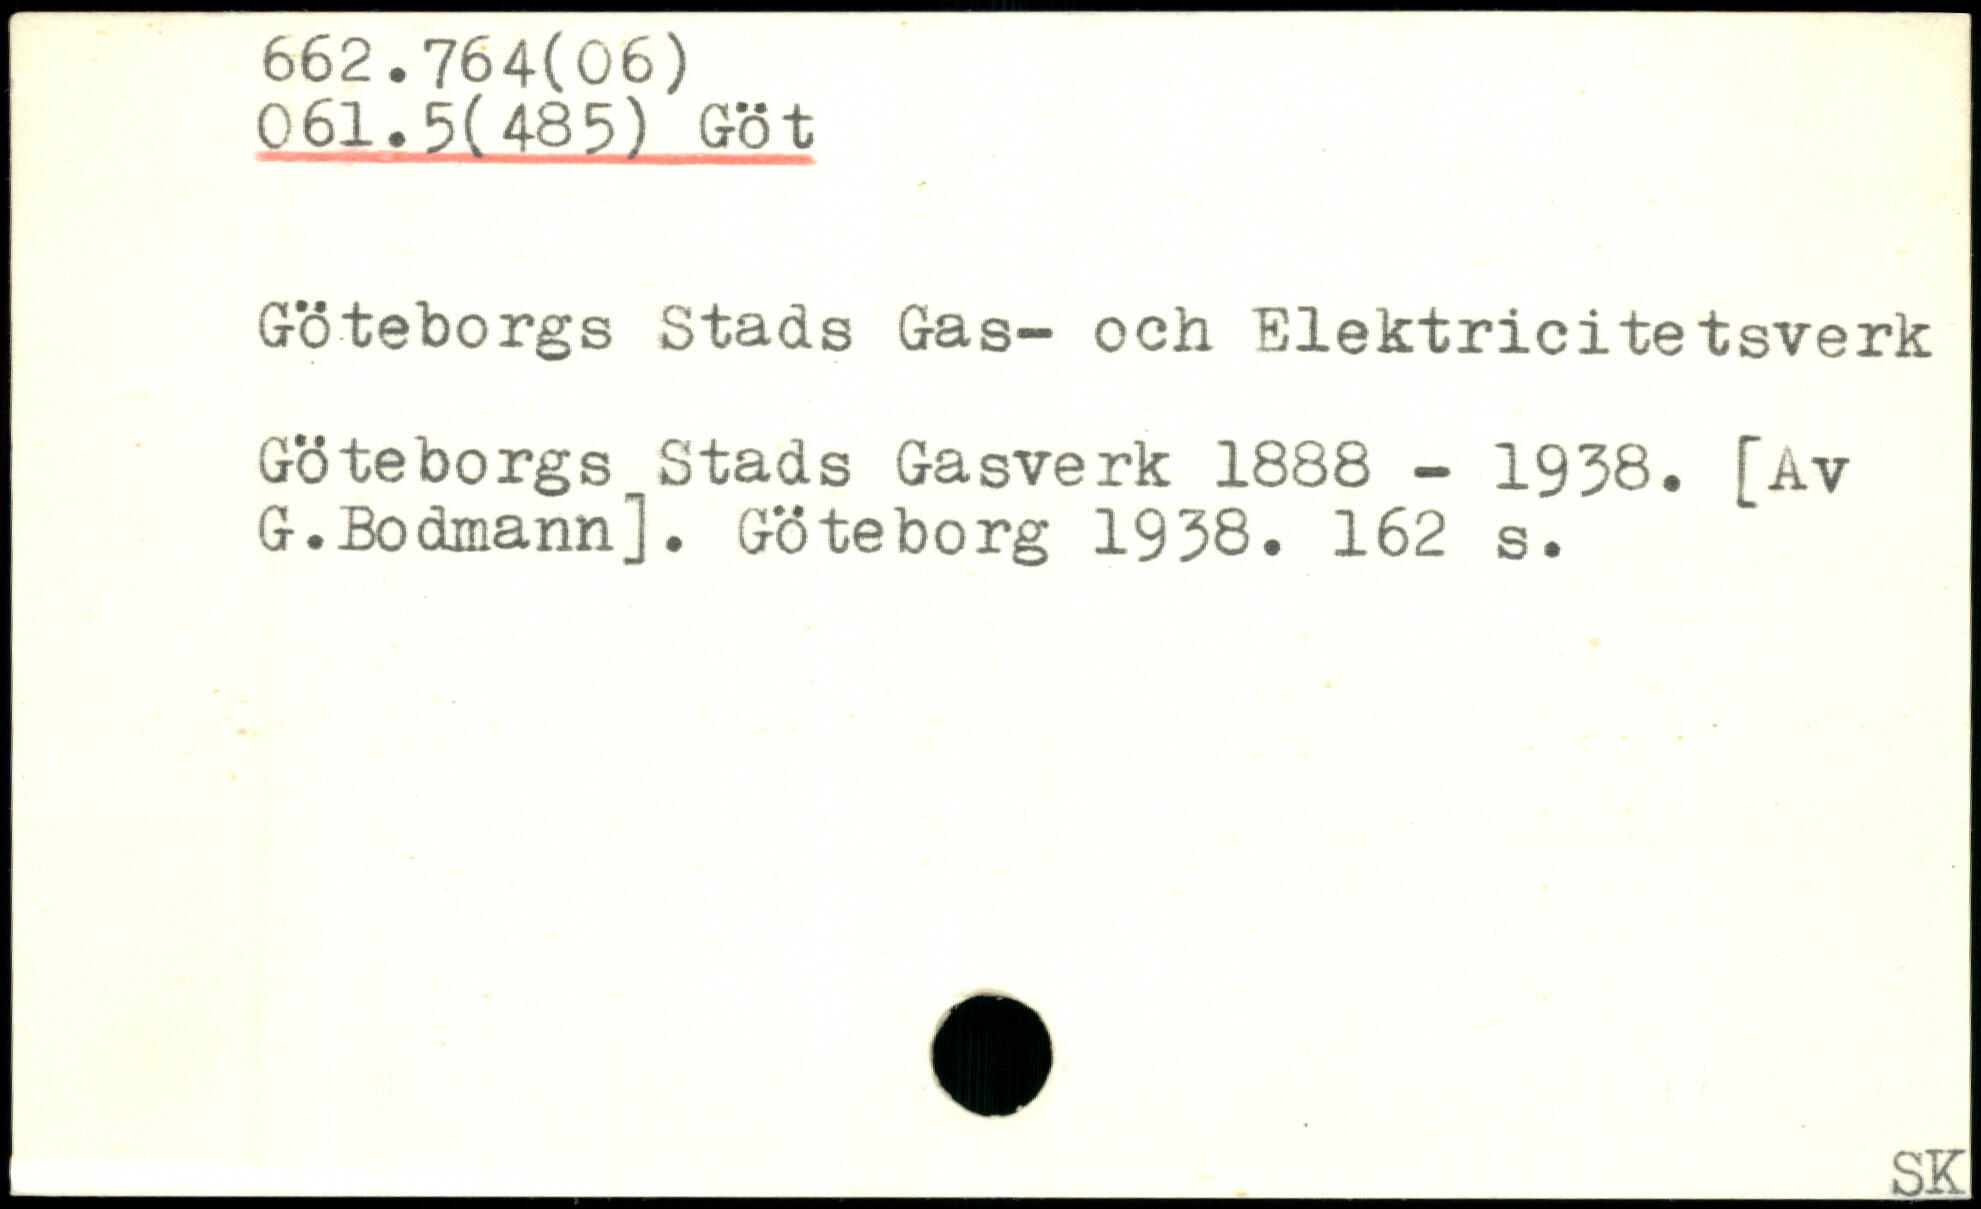 662.764(06)
061.5(485) Göt
Göteborgs Stads Gas- och Elektricitetsverk
Göteborgs Stads Gasverk 1888 - 1938. [Av
G.Bodmann]. Göteborg 1938. 162 s.
SK